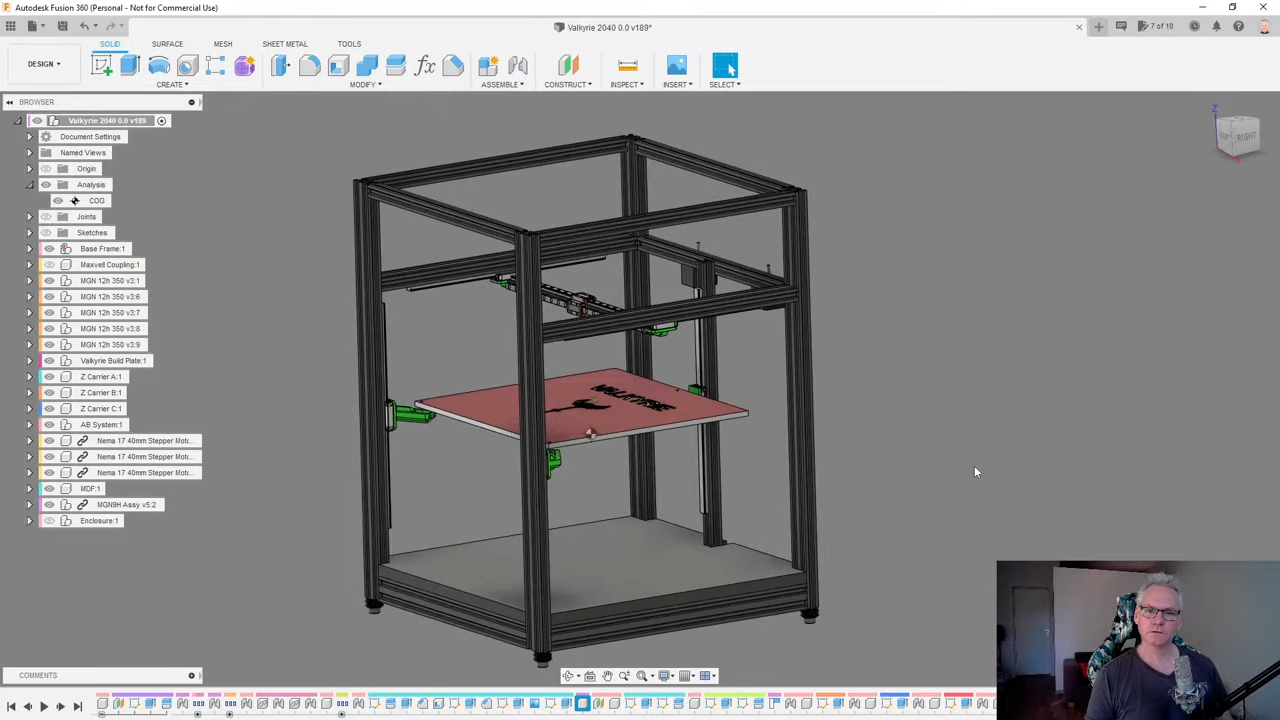 Autodesk Fusion 360 (Personal - Not for Commercial Use)
Valkyrie 2040 0.0 v189*
7 of 10
DESIGN
SOLID SURFACE MESH SHEET METAL TOOLS
CREATE MODIFY ASSEMBLE CONSTRUCT INSPECT INSERT SELECT
fx
BROWSER
Valkyrie 2040 0.0 v189
Document Settings
Named Views
Origin
Analysis
COG
Joints
Sketches
Base Frame:1
Maxvell Coupling:1
MGN 12h 350 v3:1
MGN 12h 350 v3:6
MGN 12h 350 v3:7
MGN 12h 350 v3:8
MGN 12h 350 v3:9
Valkyrie Build Plate:1
Z Carrier A:1
Z Carrier B:1
Z Carrier C:1
AB System:1
Nema 17 40mm Stepper Moto...
Nema 17 40mm Stepper Moto...
Nema 17 40mm Stepper Moto...
MDF:1
MGN9H Assy v5:2
Enclosure:1
VALKYRIE
Z
RIGHT
X
COMMENTS